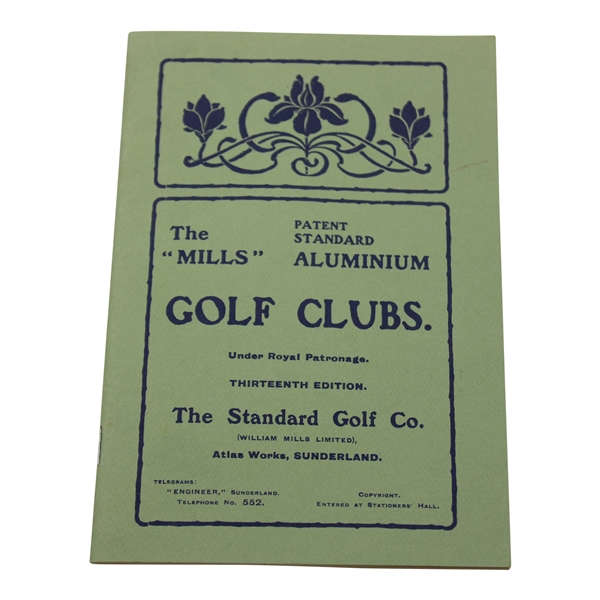 The "MILLS"
PATENT STANDARD ALUMINIUM
GOLF CLUBS.
Under Royal Patronage.
THIRTEENTH EDITION.
The Standard Golf Co.
(WILLIAM MILLS LIMITED),
Atlas Works, SUNDERLAND.
TELEGRAMS:
"ENGINEER," SUNDERLAND.
TELEPHONE No. 552.
COPYRIGHT.
ENTERED AT STATIONERS' HALL.